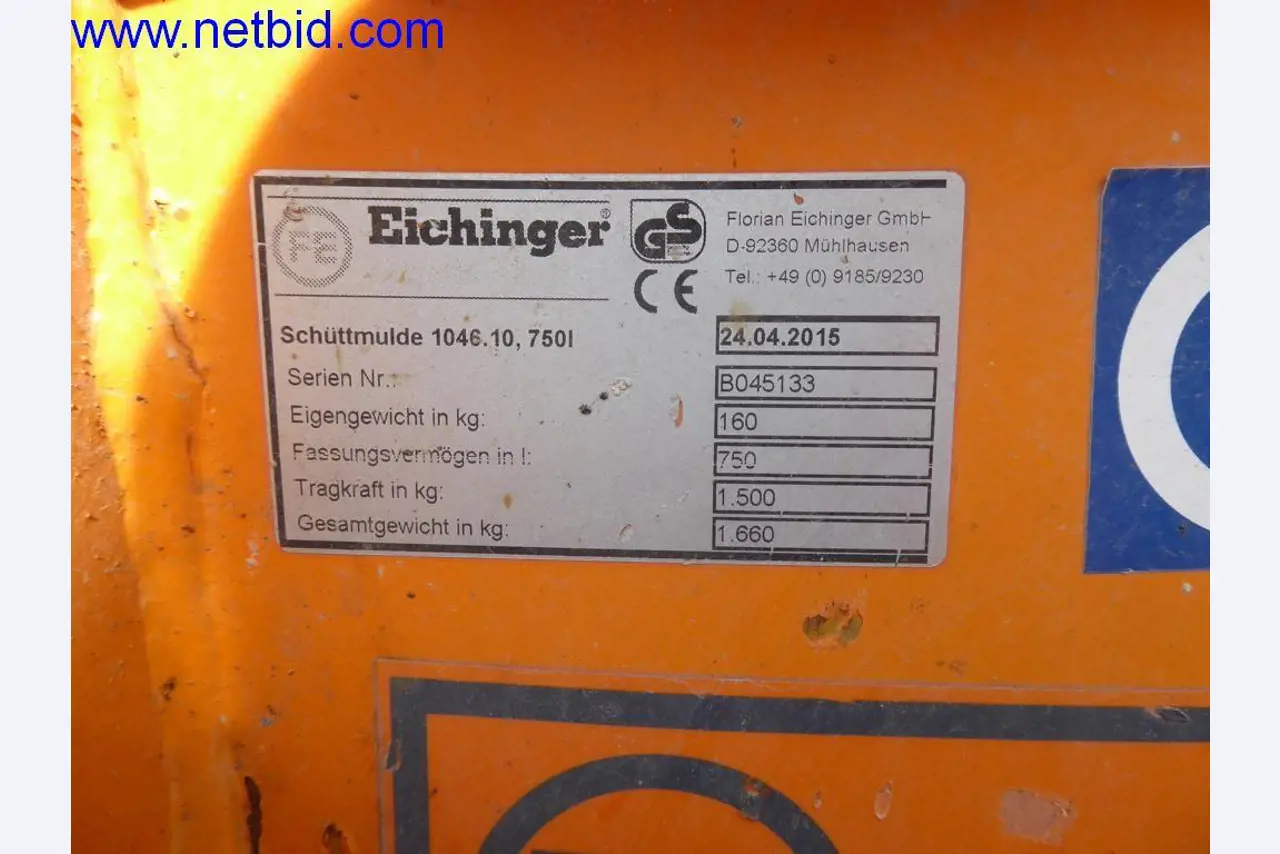 www.netbid.com
FE
Eichinger®
GS
CE
Florian Eichinger GmbH
D-92360 Mühlhausen
Tel.: +49 (0) 9185/9230
Schüttmulde 1046.10, 750l 24.04.2015
Serien Nr.: B045133
Eigengewicht in kg: 160
Fassungsvermögen in l: 750
Tragkraft in kg: 1.500
Gesamtgewicht in kg: 1.660